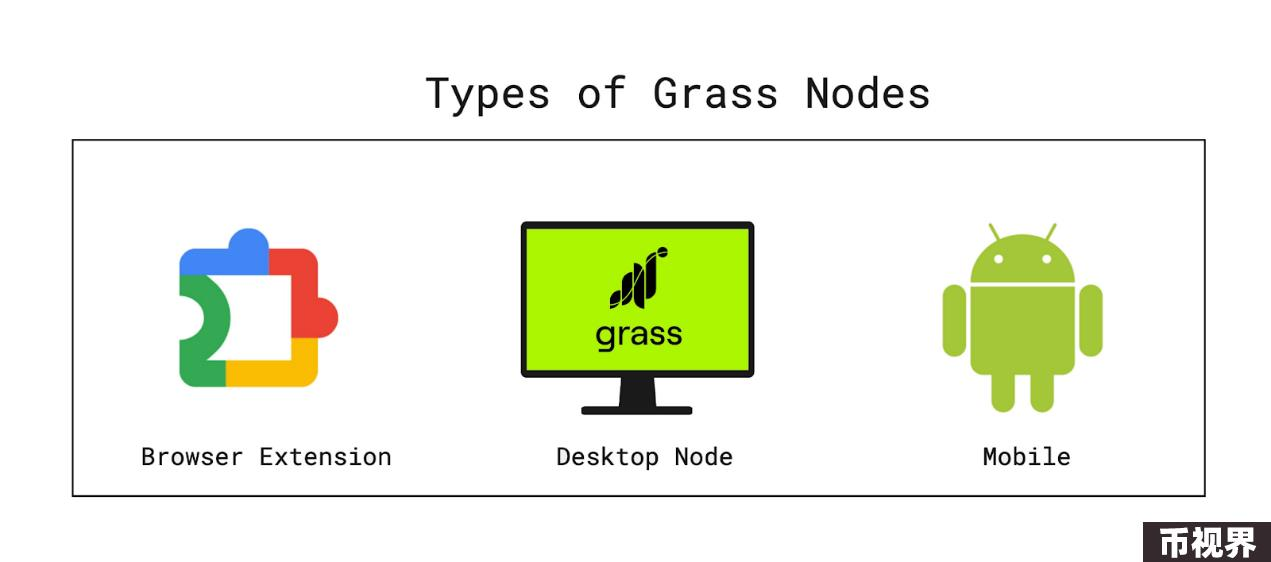 Types of Grass Nodes
grass
Browser Extension
Desktop Node
Mobile
币视界